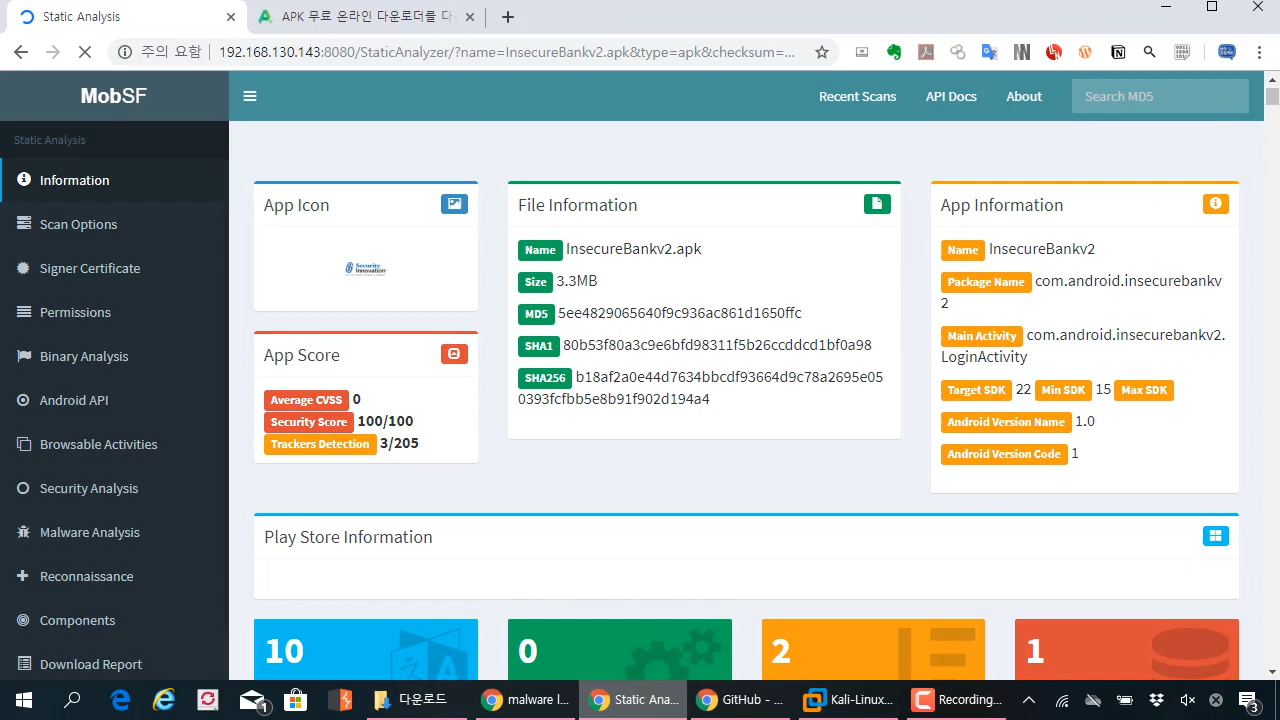 Static Analysis
APK 무료 온라인 다운로더를 다
주의 요함
192.168.130.143:8080/StaticAnalyzer/?name=InsecureBankv2.apk&type=apk&checksum=...
MobSF
Recent Scans
API Docs
About
Search MD5
Static Analysis
Information
Scan Options
Signer Certificate
Permissions
Binary Analysis
Android API
Browsable Activities
Security Analysis
Malware Analysis
Reconnaissance
Components
Download Report
App Icon
Security
Innovation
App Score
Average CVSS 0
Security Score 100/100
Trackers Detection 3/205
File Information
Name InsecureBankv2.apk
Size 3.3MB
MD5 5ee4829065640f9c936ac861d1650ffc
SHA1 80b53f80a3c9e6bfd98311f5b26ccddcd1bf0a98
SHA256 b18af2a0e44d7634bbcdf93664d9c78a2695e05
0393fcfbb5e8b91f902d194a4
App Information
Name InsecureBankv2
Package Name com.android.insecurebankv
2
Main Activity com.android.insecurebankv2.
LoginActivity
Target SDK 22 Min SDK 15 Max SDK
Android Version Name 1.0
Android Version Code 1
Play Store Information
10
0
2
1
다운로드
malware l...
Static Ana...
GitHub - ...
Kali-Linux...
Recording...
1
3